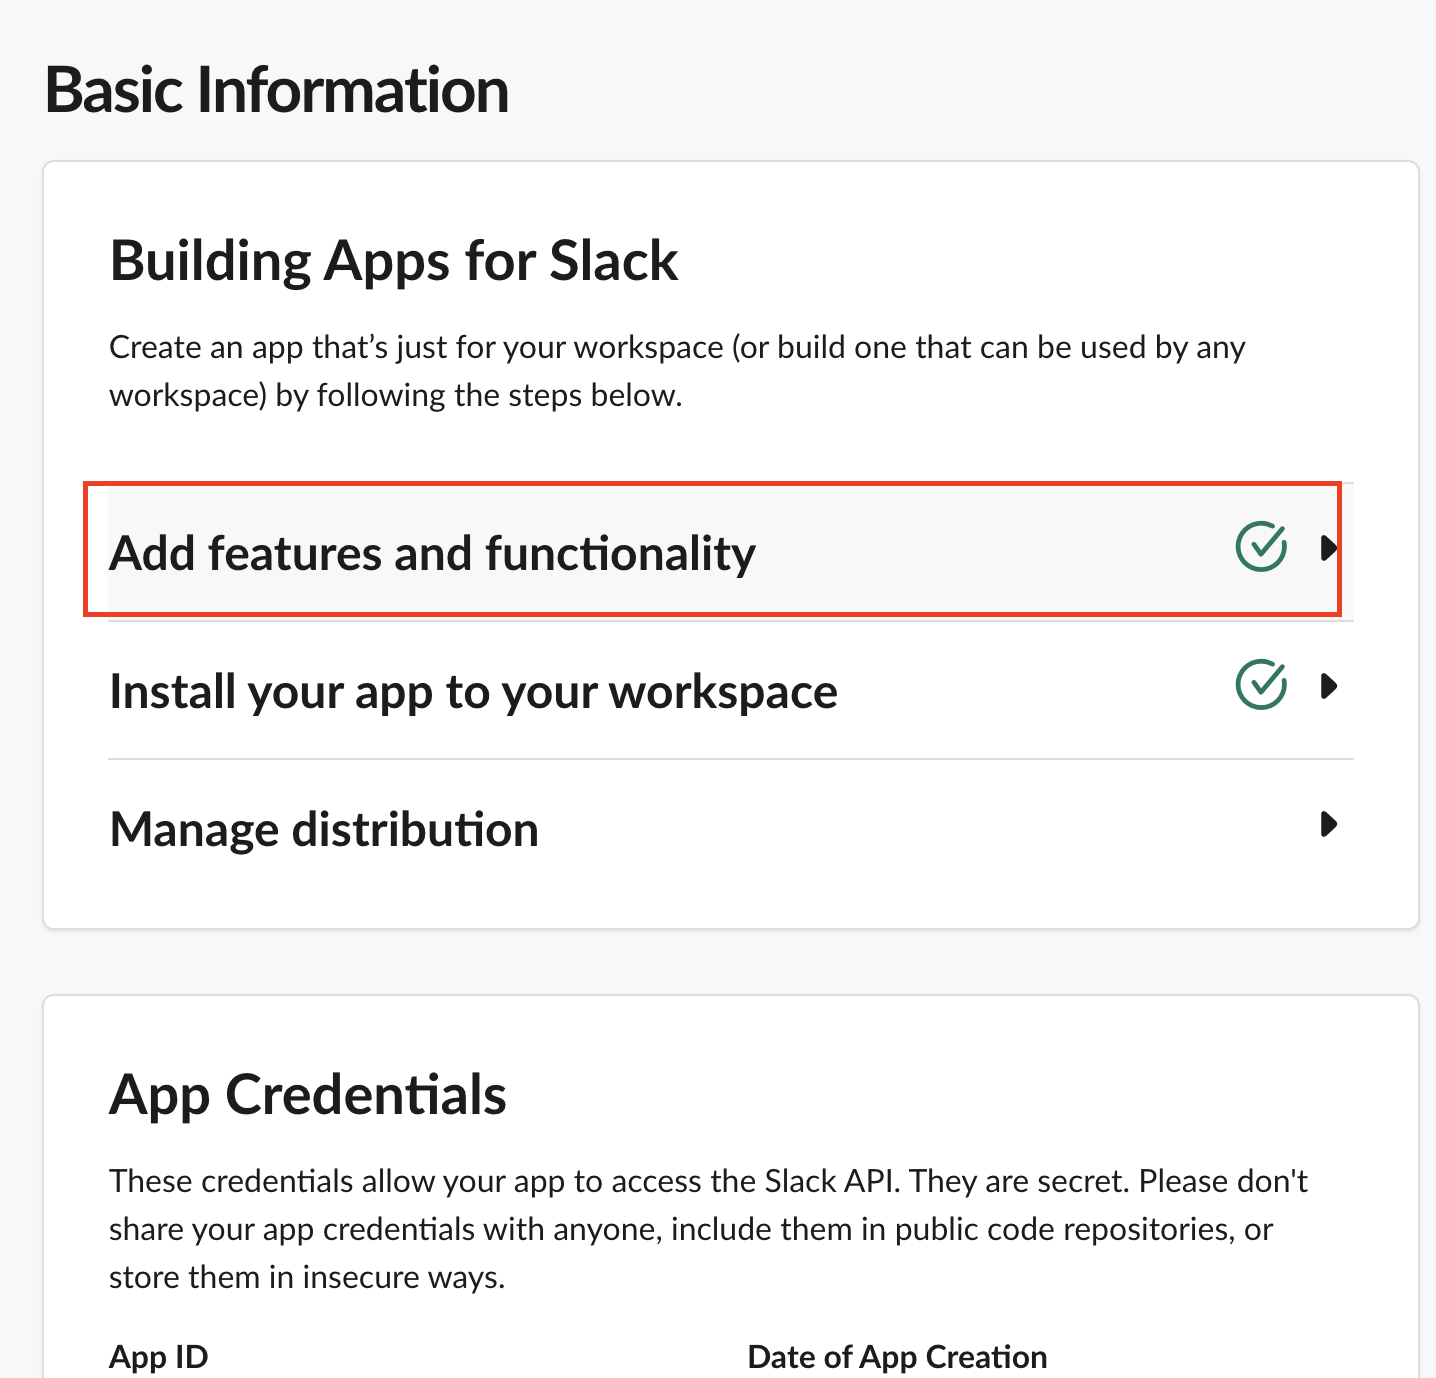 Basic Information
Building Apps for Slack
Create an app that’s just for your workspace (or build one that can be used by any
workspace) by following the steps below.
Add features and functionality
Install your app to your workspace
Manage distribution
App Credentials
These credentials allow your app to access the Slack API. They are secret. Please don't
share your app credentials with anyone, include them in public code repositories, or
store them in insecure ways.
App ID
Date of App Creation